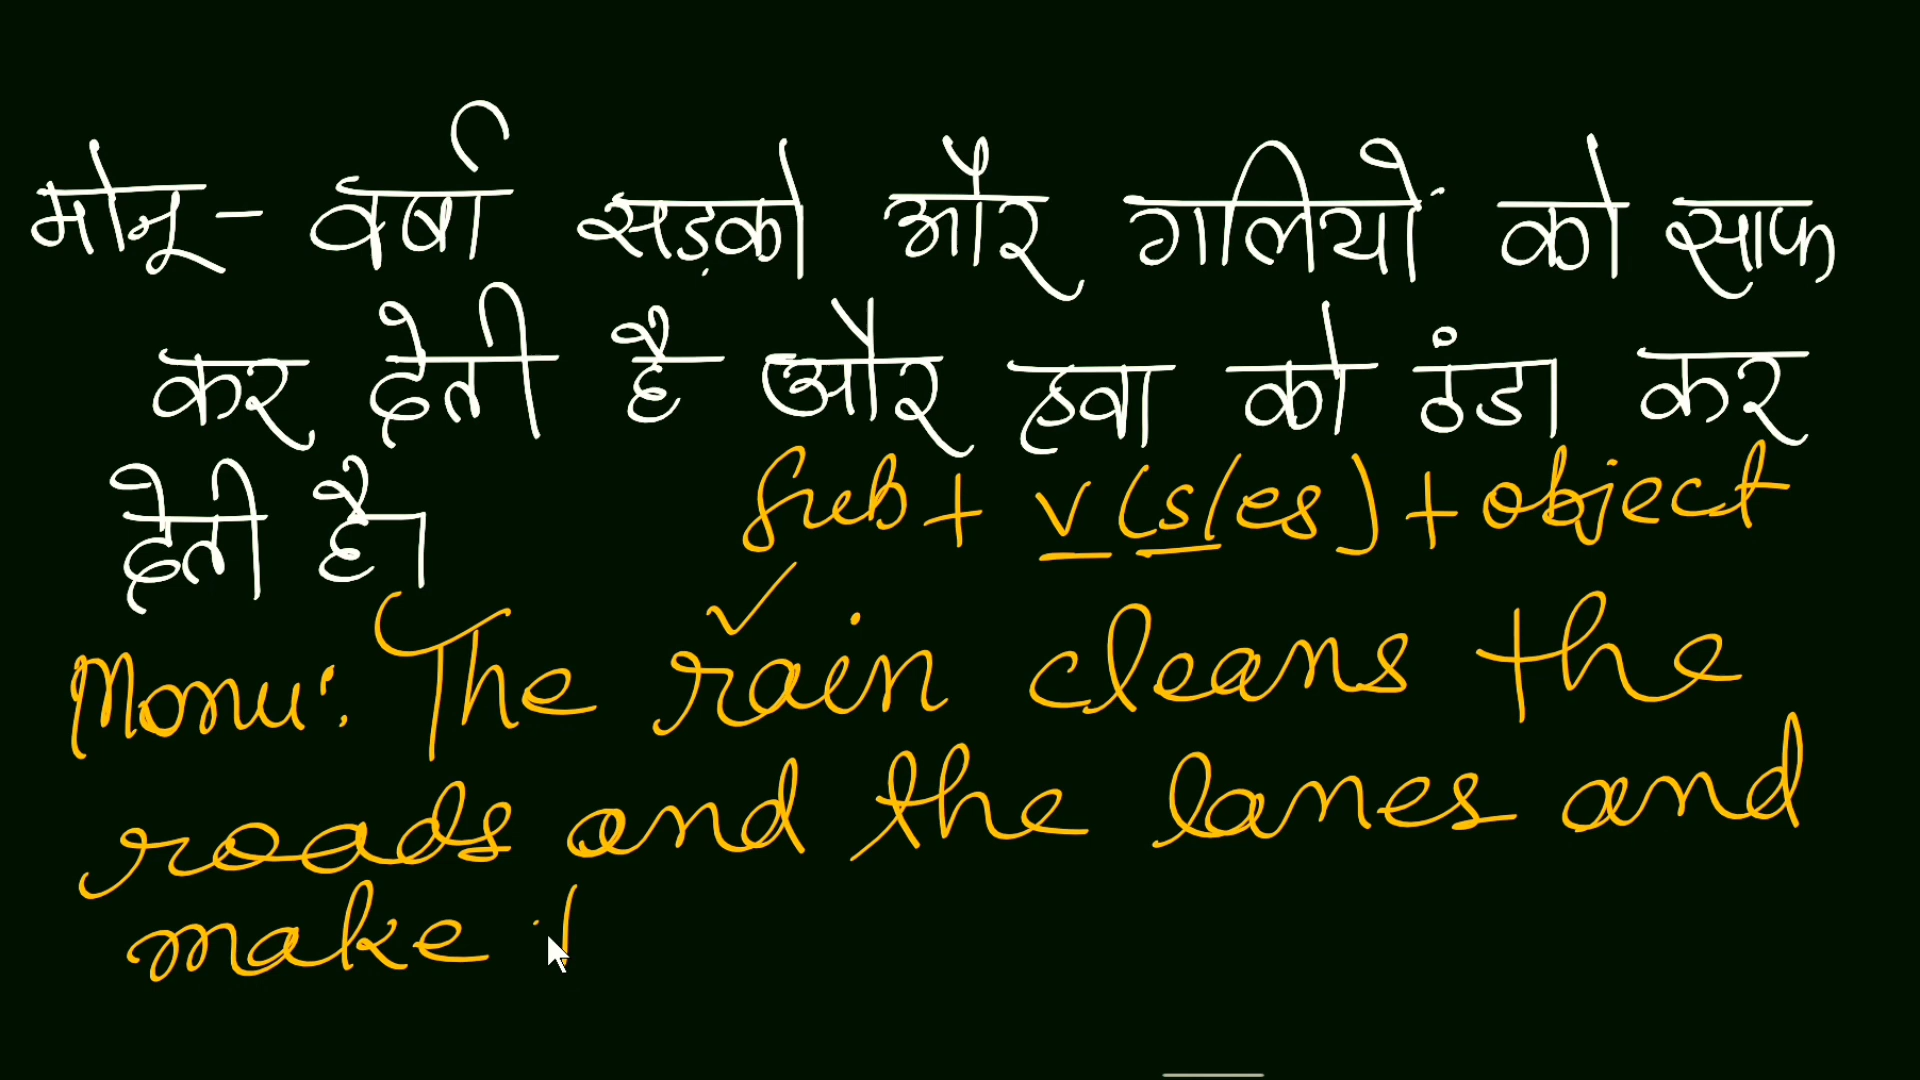 मोनू - वर्षा सड़को और गलियों को साफ
कर देती है और हवा को ठंडा कर
देती है।
Sub + v (s/es) + object
Monu: The rain cleans the
roads and the lanes and
make